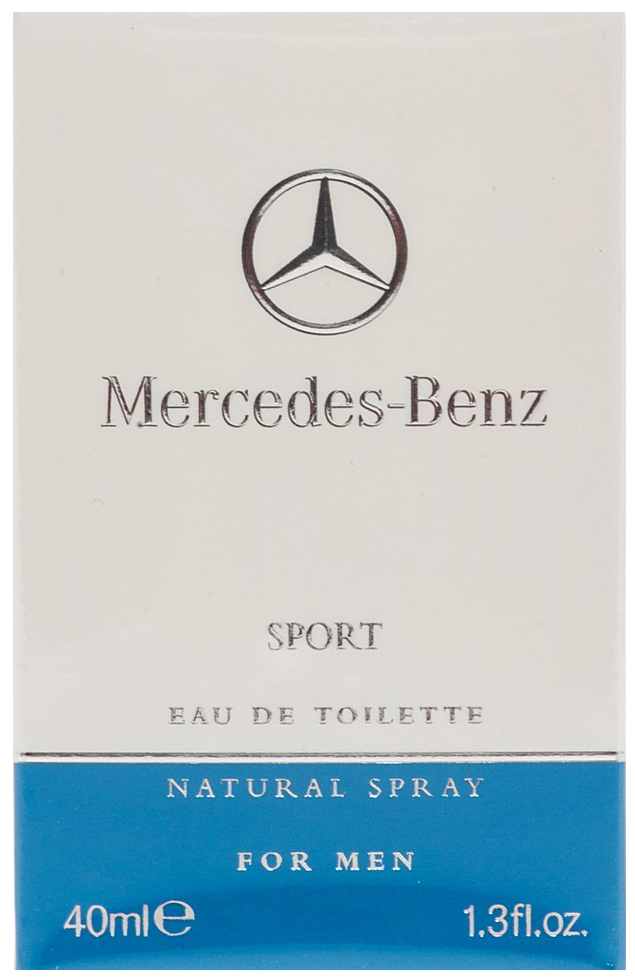 Mercedes-Benz
SPORT
EAU DE TOILETTE
NATURAL SPRAY
FOR MEN
40ml℮ 1.3fl.oz.